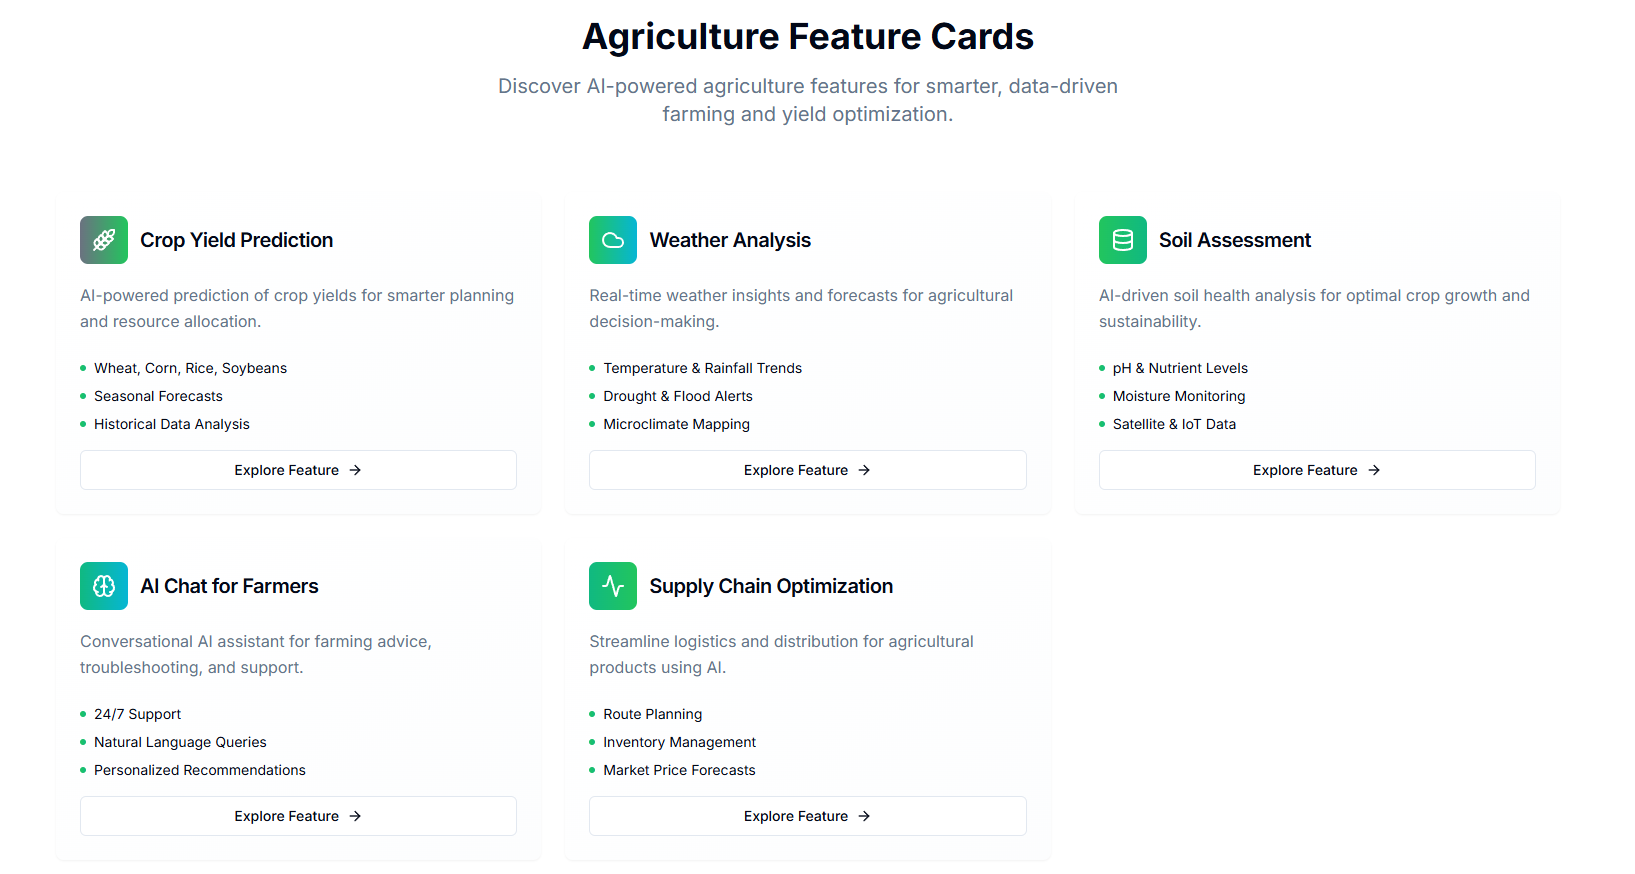 Agriculture Feature Cards
Discover AI-powered agriculture features for smarter, data-driven
farming and yield optimization.
Crop Yield Prediction
AI-powered prediction of crop yields for smarter planning
and resource allocation.
Wheat, Corn, Rice, Soybeans
Seasonal Forecasts
Historical Data Analysis
Explore Feature
Weather Analysis
Real-time weather insights and forecasts for agricultural
decision-making.
Temperature & Rainfall Trends
Drought & Flood Alerts
Microclimate Mapping
Explore Feature
Soil Assessment
AI-driven soil health analysis for optimal crop growth and
sustainability.
pH & Nutrient Levels
Moisture Monitoring
Satellite & IoT Data
Explore Feature
AI Chat for Farmers
Conversational AI assistant for farming advice,
troubleshooting, and support.
24/7 Support
Natural Language Queries
Personalized Recommendations
Explore Feature
Supply Chain Optimization
Streamline logistics and distribution for agricultural
products using AI.
Route Planning
Inventory Management
Market Price Forecasts
Explore Feature